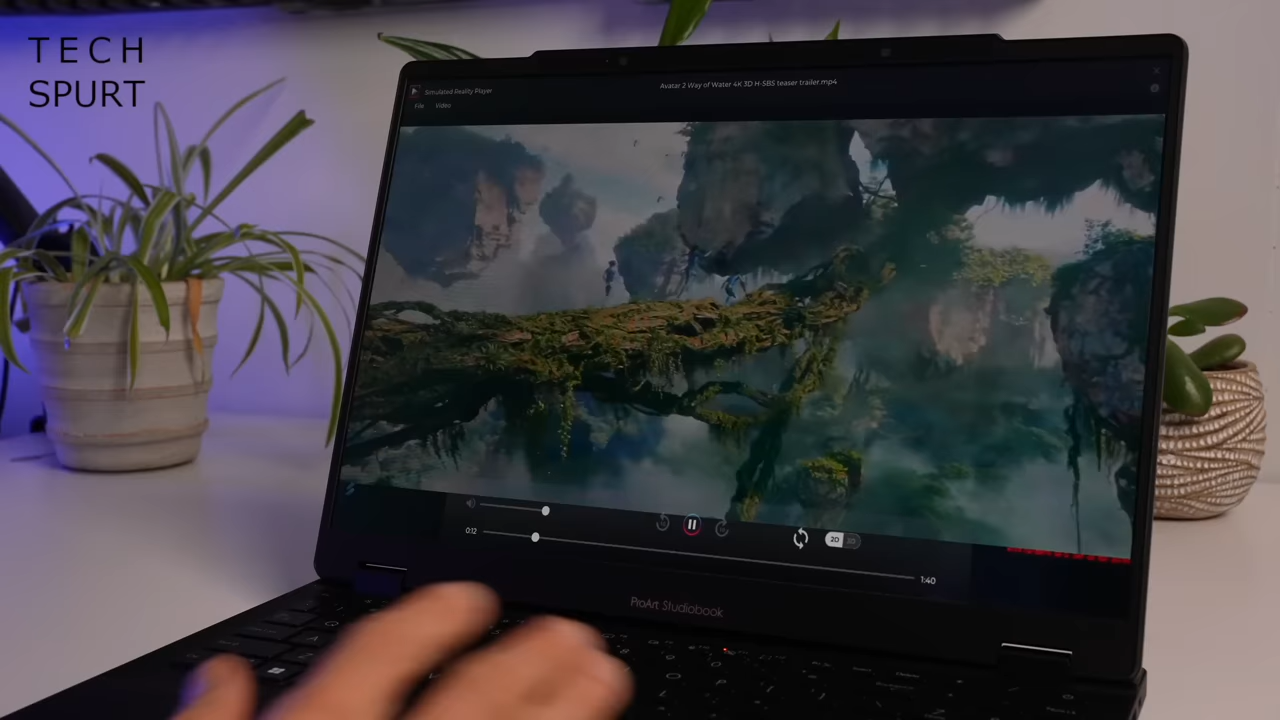 TECH
SPURT
Simulated Reality Player
Avatar 2 Way of Water 4K 3D H-SBS teaser trailer.mp4
File Video
0:12
2D 3D
1:40
ProArt Studiobook